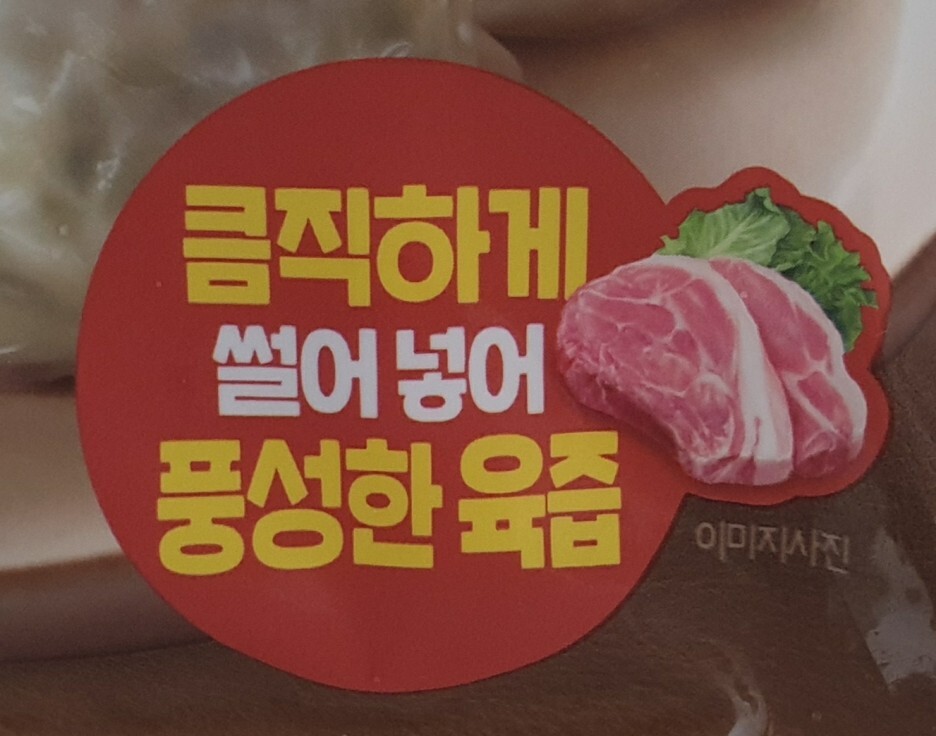 큼직하게
썰어 넣어
풍성한 육즙
이미지사진